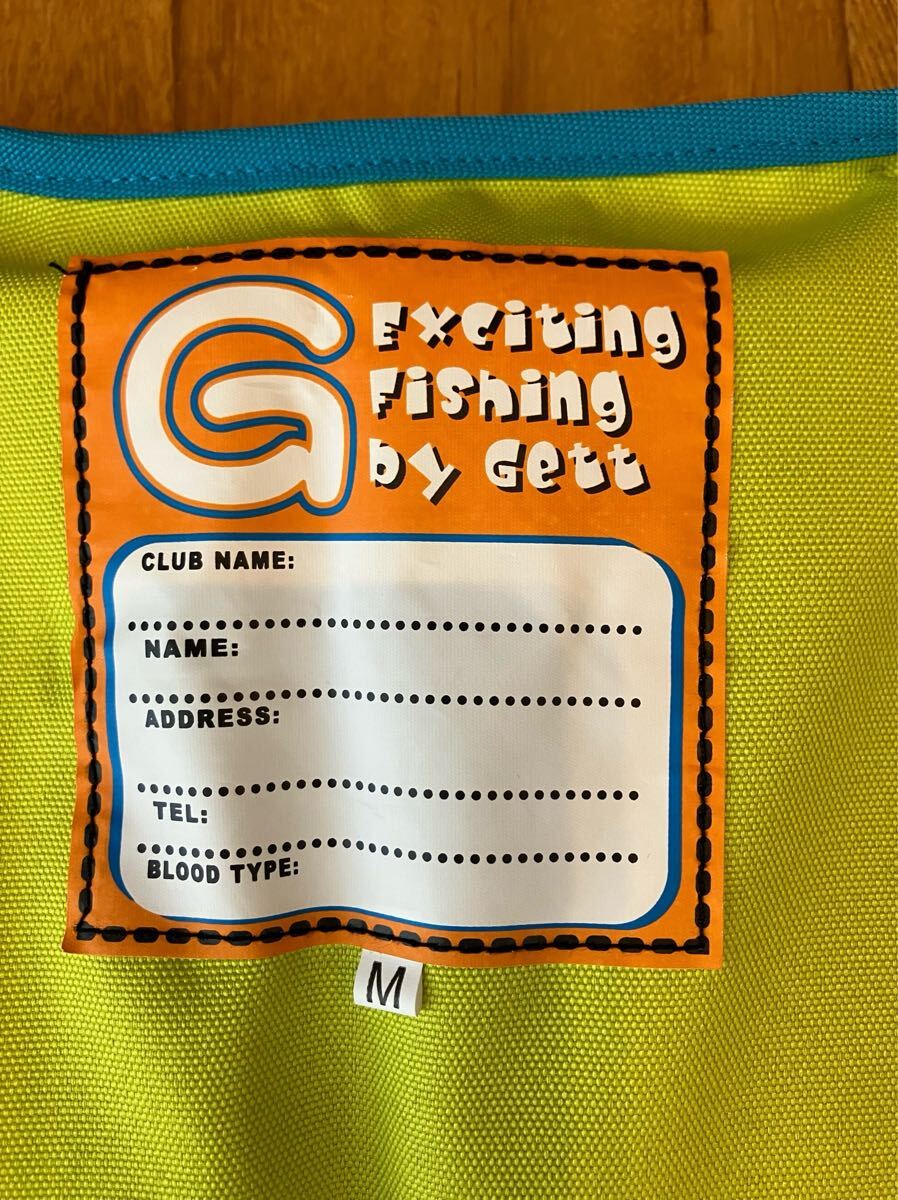 G
Exciting
Fishing
by Gett
CLUB NAME:
NAME:
ADDRESS:
TEL:
BLOOD TYPE:
M